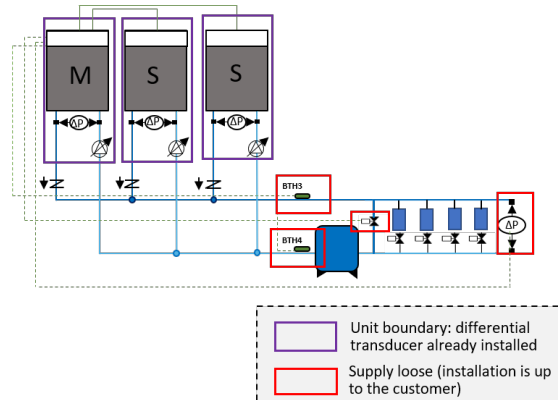 M
S
S
ΔP
ΔP
ΔP
BTH3
BTH4
ΔP
Unit boundary: differential
transducer already installed
Supply loose (installation is up
to the customer)